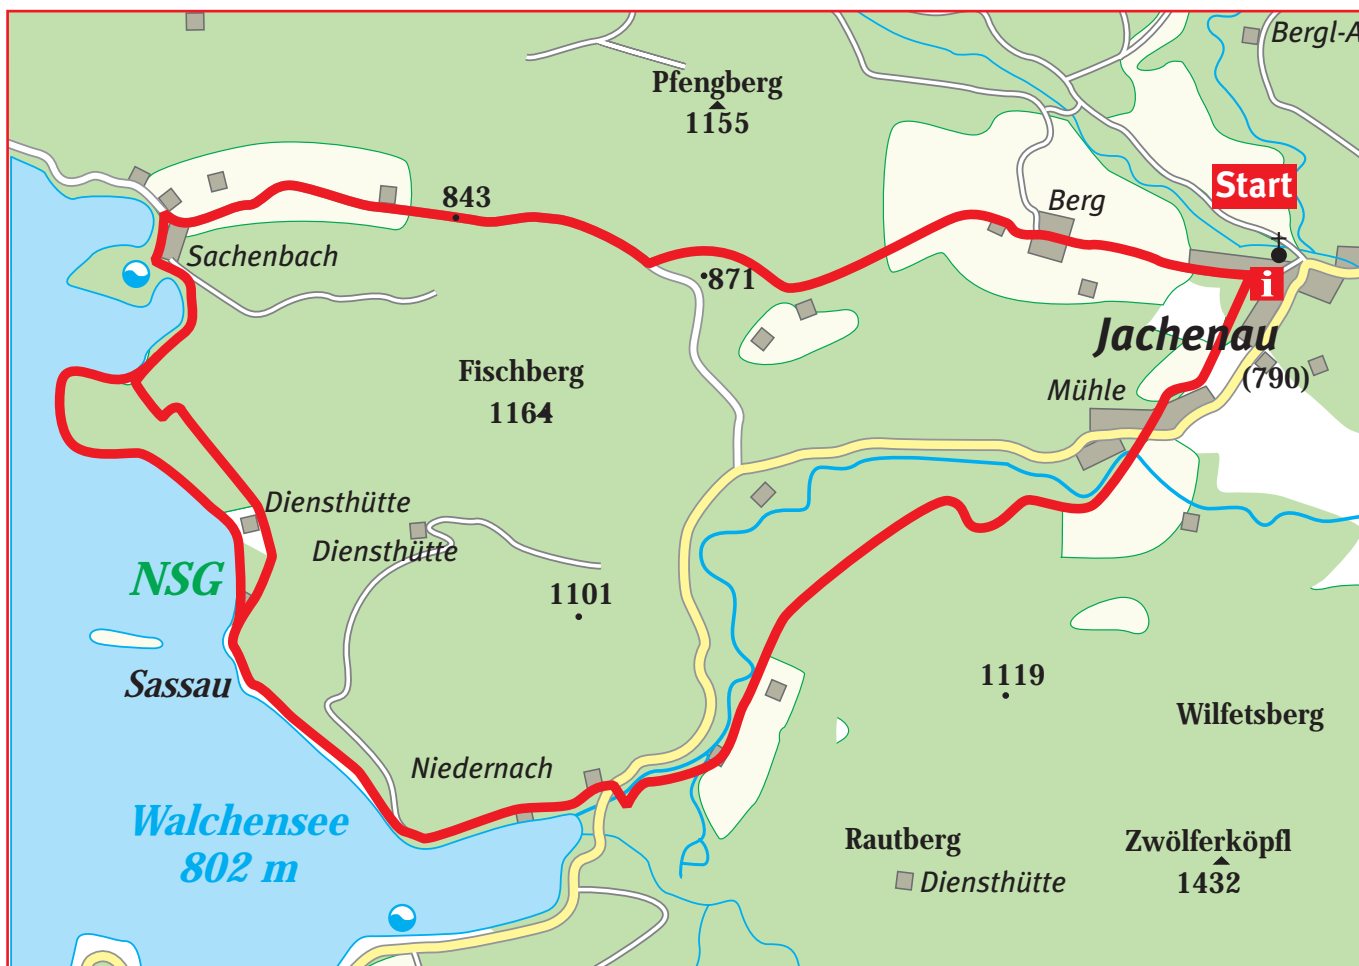 Bergl-A
Pfengberg
1155
Start
843
Berg
Sachenbach
871
i
Jachenau
(790)
Fischberg
1164
Mühle
Diensthütte
Diensthütte
NSG
1101
Sassau
1119
Wilfetsberg
Niedernach
Walchensee
802 m
Rautberg
Zwölferköpfl
Diensthütte
1432